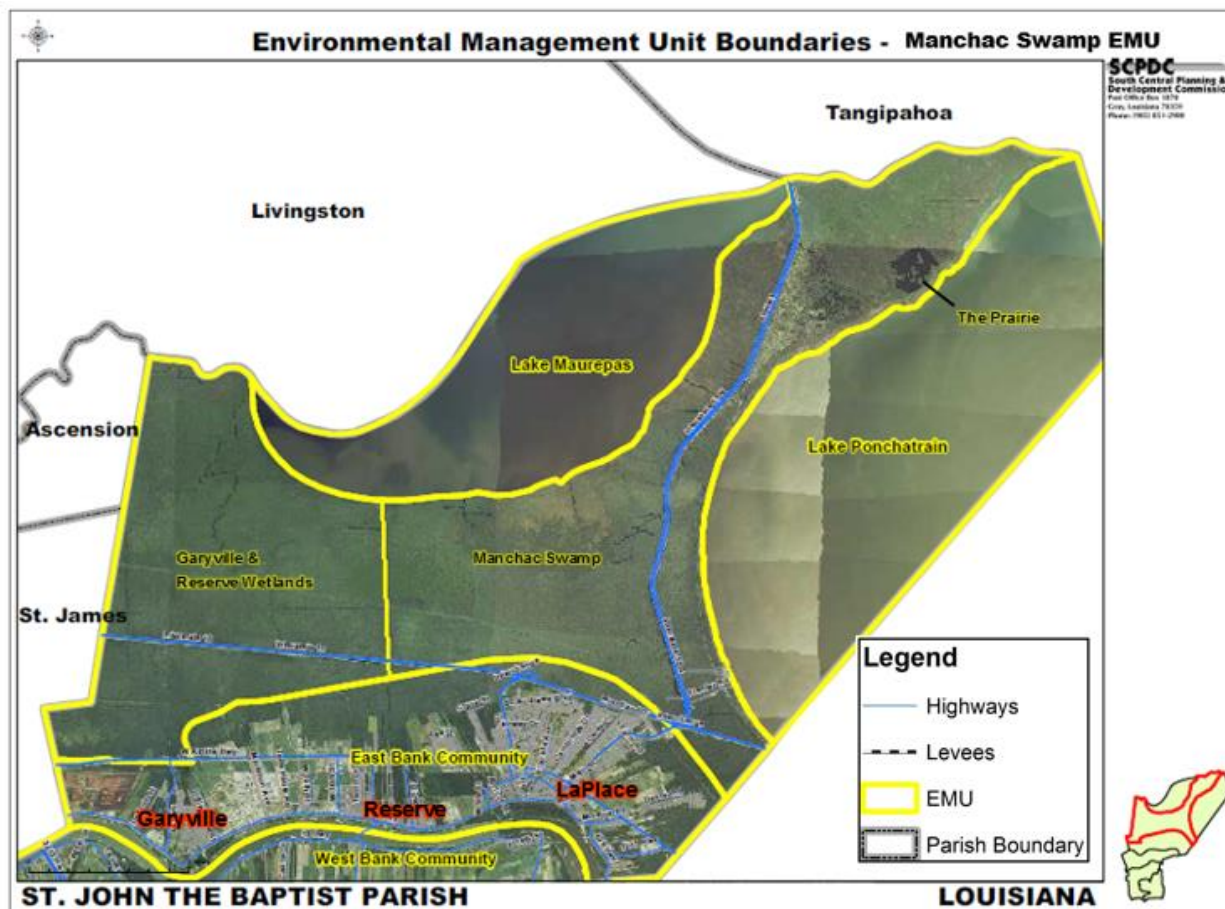 Environmental Management Unit Boundaries - Manchac Swamp EMU
SCPDC
South Central Planning &
Development Commission
Tangipahoa
Livingston
The Prairie
Lake Maurepas
Ascension
Lake Ponchatrain
Garyville &
Reserve Wetlands
Manchac Swamp
St. James
Legend
Highways
Levees
EMU
Parish Boundary
East Bank Community
LaPlace
Reserve
Garyville
West Bank Community
ST. JOHN THE BAPTIST PARISH
LOUISIANA